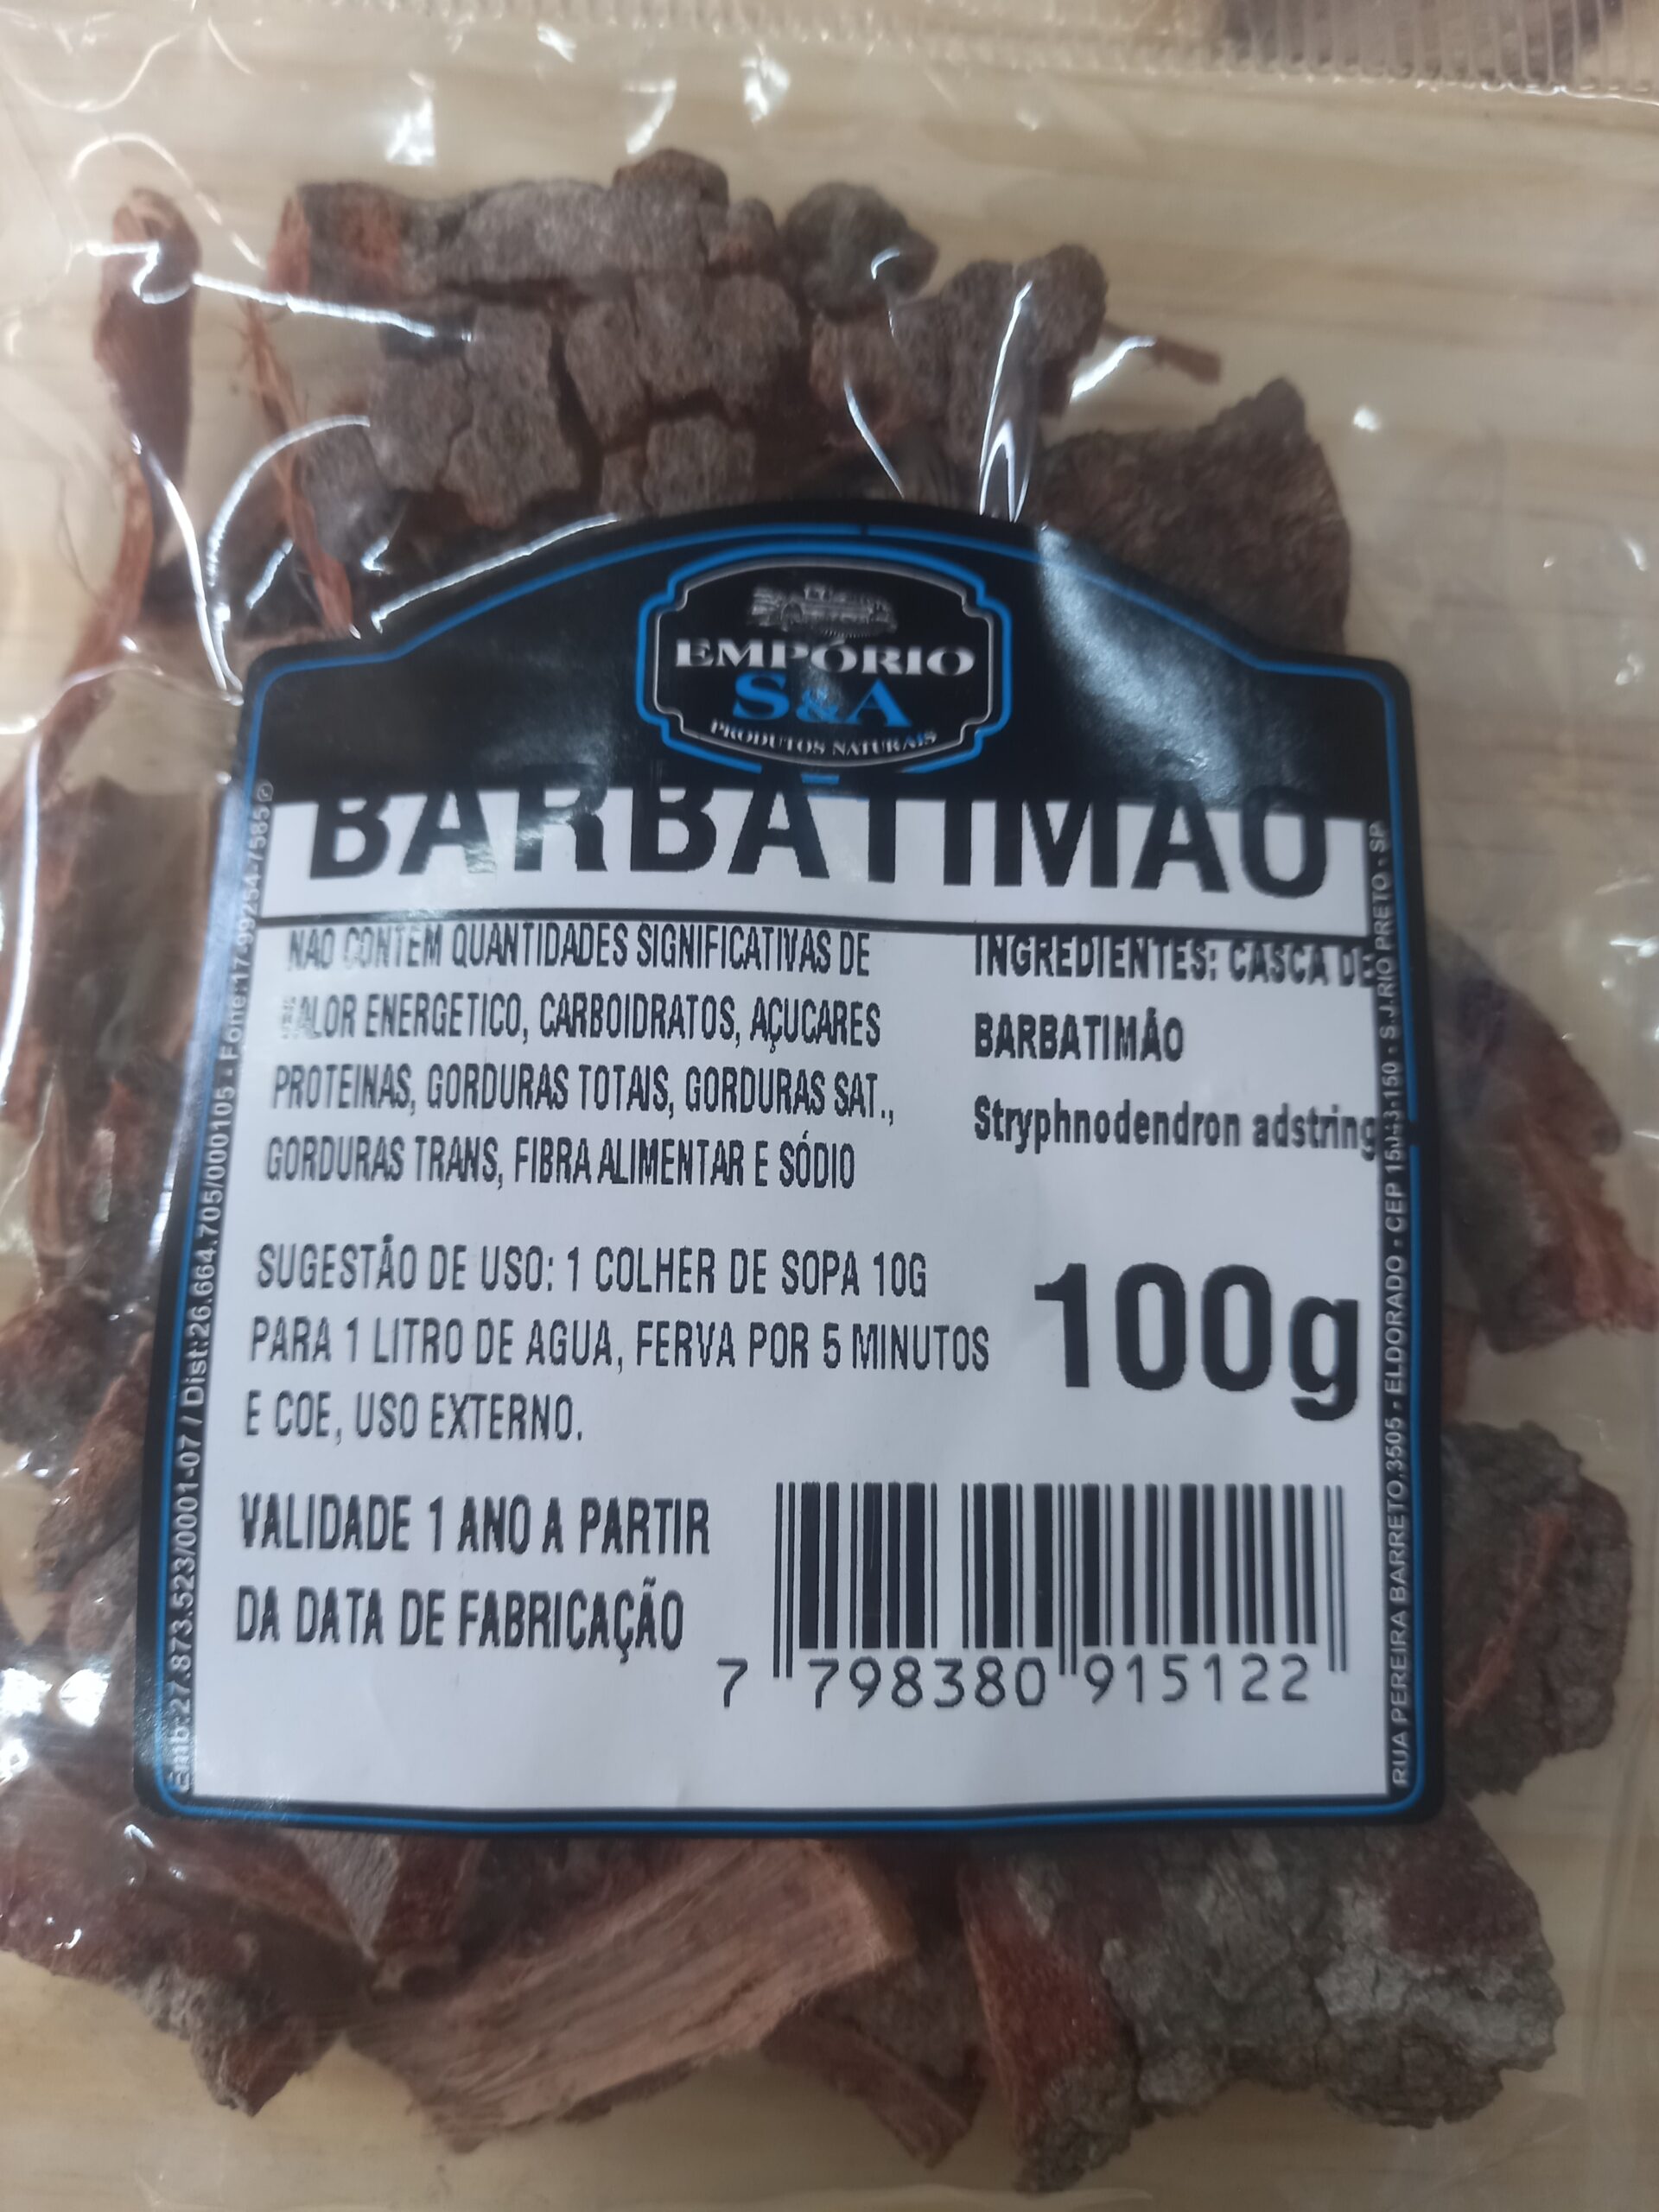 EMPÓRIO
S&A
PRODUTOS NATURAIS
BARBATIMAO
NAO CONTEM QUANTIDADES SIGNIFICATIVAS DE
VALOR ENERGETICO, CARBOIDRATOS, AÇUCARES
PROTEINAS, GORDURAS TOTAIS, GORDURAS SAT.,
GORDURAS TRANS, FIBRA ALIMENTAR E SÓDIO
INGREDIENTES: CASCA DE
BARBATIMÃO
Stryphnodendron adstring
SUGESTÃO DE USO: 1 COLHER DE SOPA 10G
PARA 1 LITRO DE AGUA, FERVA POR 5 MINUTOS
E COE, USO EXTERNO.
100g
VALIDADE 1 ANO A PARTIR
DA DATA DE FABRICAÇÃO
7 798380 915122
Emb:27.873.523/0001-07 / Dist:26.664.705/000105 - Fone:17-99254-7585
RUA PEREIRA BARRETO,3505 - ELDORADO - CEP 15043-150 - S.J.RIO PRETO - SP